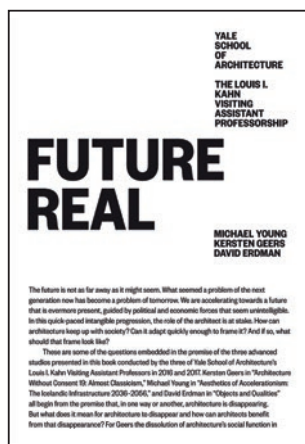 YALE
SCHOOL
OF
ARCHITECTURE
THE LOUIS I.
KAHN
VISITING
ASSISTANT
PROFESSORSHIP
FUTURE
REAL
MICHAEL YOUNG
KERSTEN GEERS
DAVID ERDMAN
The future is not as far away as it might seem. What seemed a problem of the next
generation now has become a problem of tomorrow. We are accelerating towards a future
that is evermore present, guided by political and economic forces that seem unintelligible.
In this quick-paced intangible progression, the role of the architect is at stake. How can
architecture keep up with society? Can it adapt quickly enough to frame it? And if so, what
should that frame look like?
These are some of the questions embedded in the premise of the three advanced
studios presented in this book conducted by the three of Yale School of Architecture's
Louis I. Kahn Visiting Assistant Professors in 2016 and 2017. Kersten Geers in "Architecture
Without Consent 19: Almost Classicism," Michael Young in "Aesthetics of Accelerationism:
The Icelandic Infrastructure 2036–2056," and David Erdman in "Objects and Qualities"
all begin from the promise that, in one way or another, architecture is disappearing.
But what does it mean for architecture to disappear and how can architects benefit
from that disappearance? For Geers the dissolution of architecture's social function in